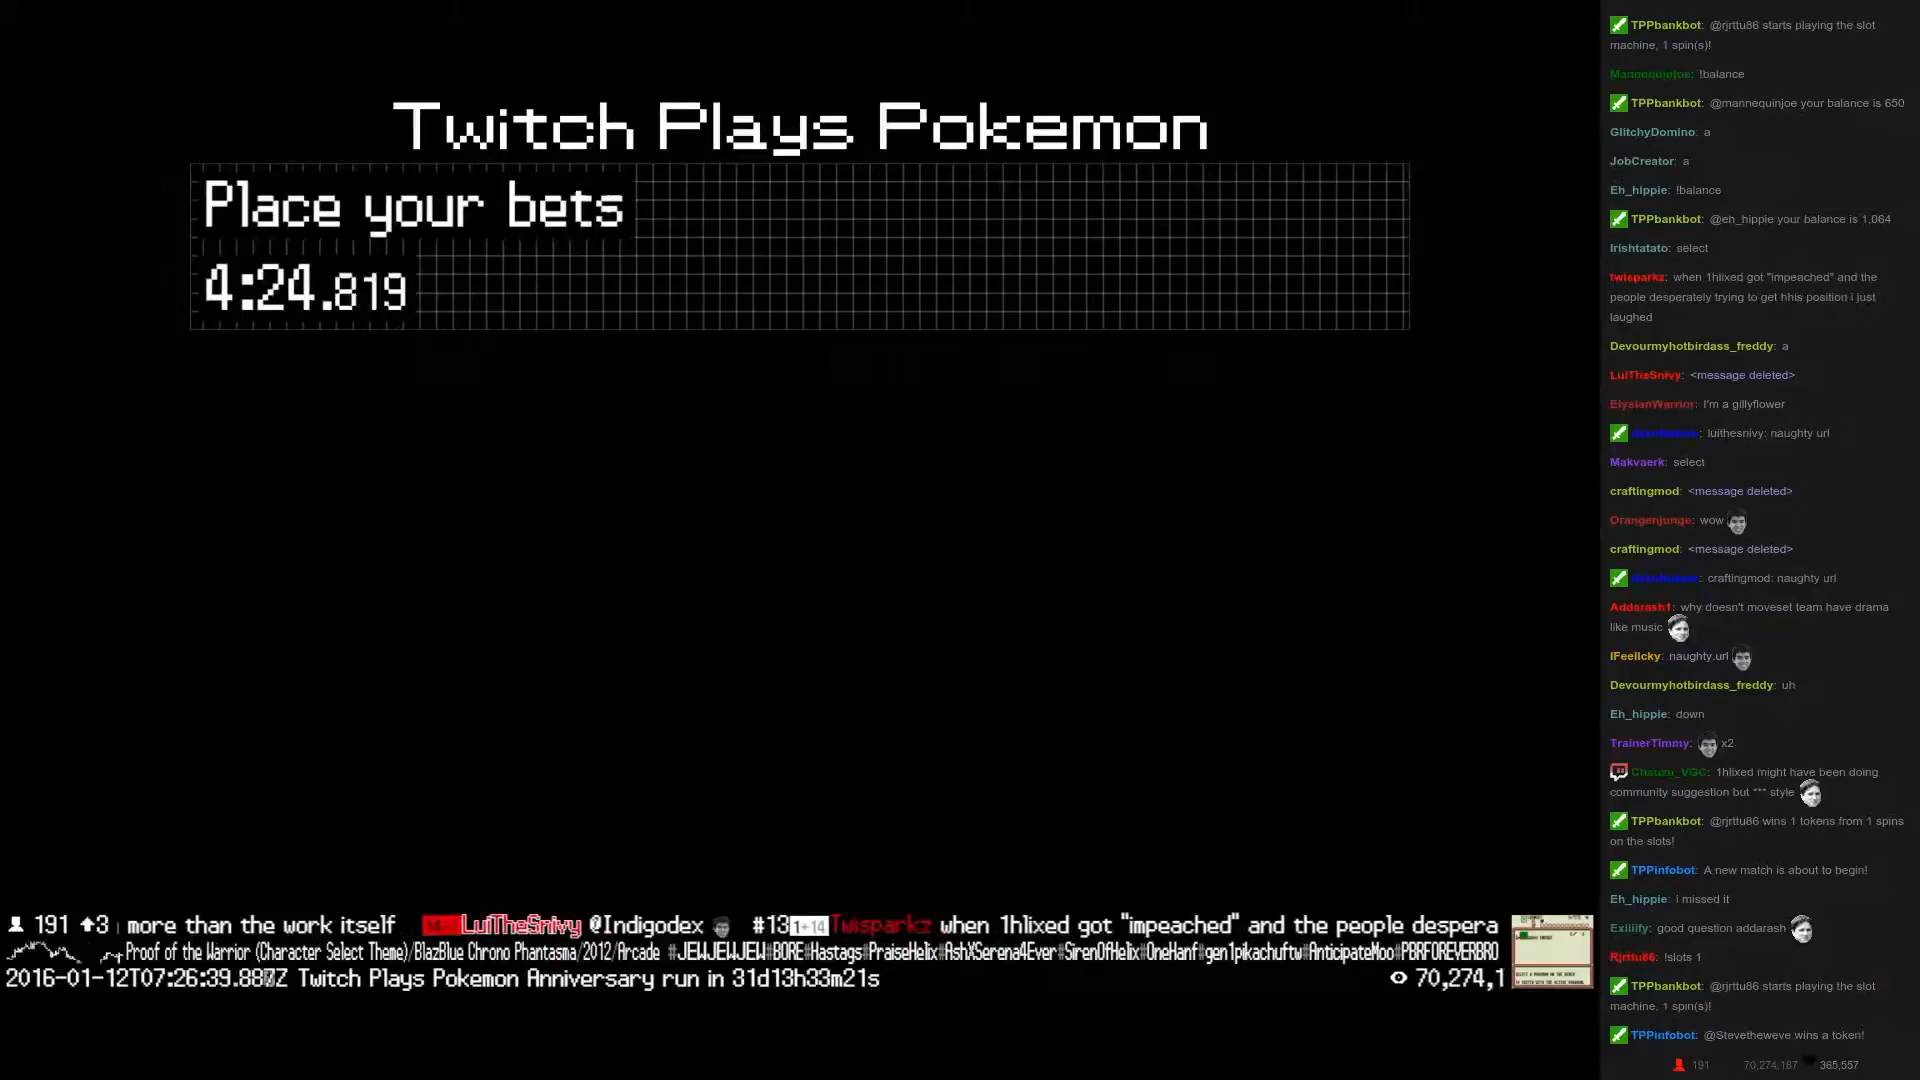 Twitch Plays Pokemon
Place your bets
4:24.819
191 3 more than the work itself LuiTheSnivy @Indigodex #13 1+14 Twisparkz when 1hlixed got "impeached" and the people despera
Proof of the Warrior (Character Select Theme)/BlazBlue Chrono Phantasma/2012/Arcade #JEWJEWJEW#BORE#Hastags#PraiseHelix#AshXSerena4Ever#SirenOfHelix#OneHanf#gen1pikachuftw#AnticipateMoo#PBRFOREVERBRO
2016-01-12T07:26:39.880Z Twitch Plays Pokemon Anniversary run in 31d13h33m21s
70,274,1
TPPbankbot: @rjrttu86 starts playing the slot
machine, 1 spin(s)!
Mannequinjoe: !balance
TPPbankbot: @mannequinjoe your balance is 650
GlitchyDomino: a
JobCreator: a
Eh_hippie: !balance
TPPbankbot: @eh_hippie your balance is 1,064
Irishtatato: select
twisparkz: when 1hlixed got "impeached" and the
people desperately trying to get hhis position i just
laughed
Devourmyhotbirdass_freddy: a
LuiTheSnivy: <message deleted>
ElysianWarrior: I'm a gillyflower
: luithesnivy: naughty url
Makvaerk: select
craftingmod: <message deleted>
Orangenjunge: wow
craftingmod: <message deleted>
: craftingmod: naughty url
Addarash1: why doesn't moveset team have drama
like music
IFeelIcky: naughty.url
Devourmyhotbirdass_freddy: uh
Eh_hippie: down
TrainerTimmy: x2
Chauzu_VGC: 1hlixed might have been doing
community suggestion but *** style
TPPbankbot: @rjrttu86 wins 1 tokens from 1 spins
on the slots!
TPPinfobot: A new match is about to begin!
Eh_hippie: i missed it
Exiliify: good question addarash
Rjrttu86: !slots 1
TPPbankbot: @rjrttu86 starts playing the slot
machine, 1 spin(s)!
TPPinfobot: @Stevetheweve wins a token!
191 70,274,187 365,557